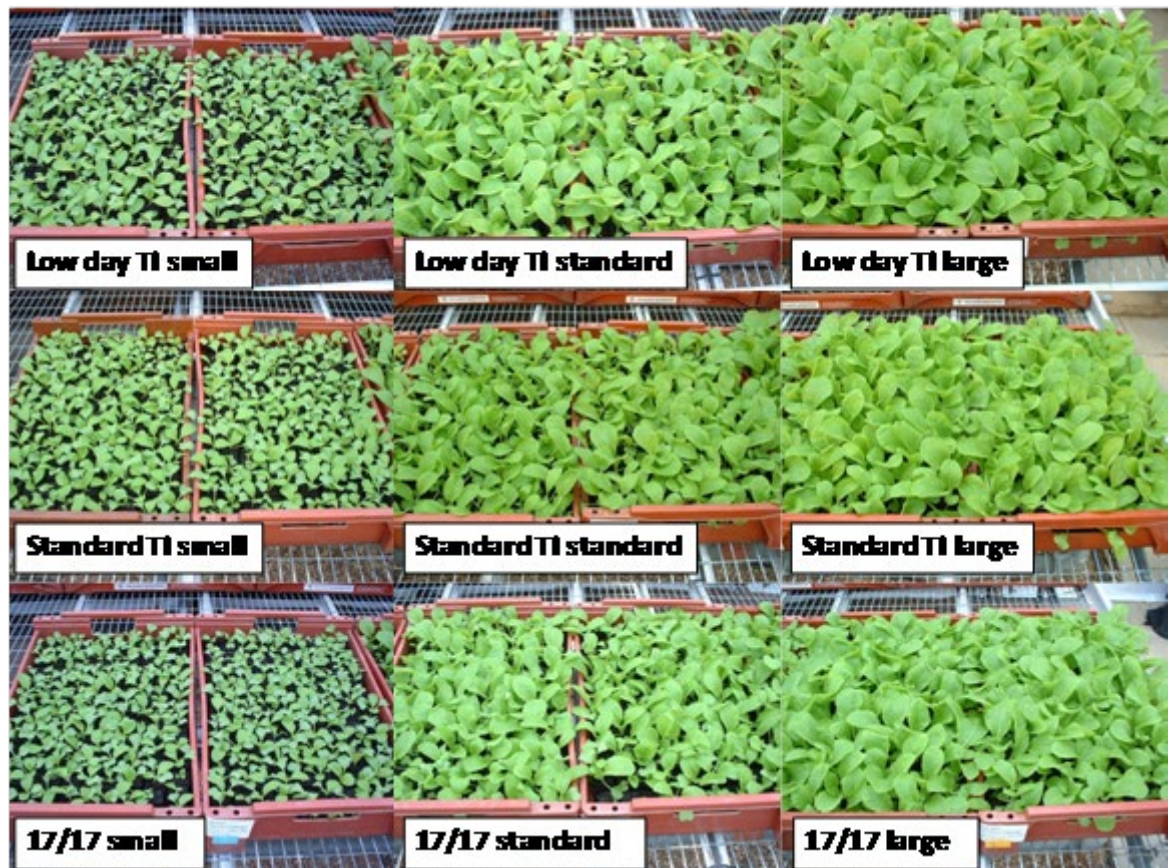 Low day TI small
Low day TI standard
Low day TI large
Standard TI small
Standard TI standard
Standard TI large
17/17 small
17/17 standard
17/17 large